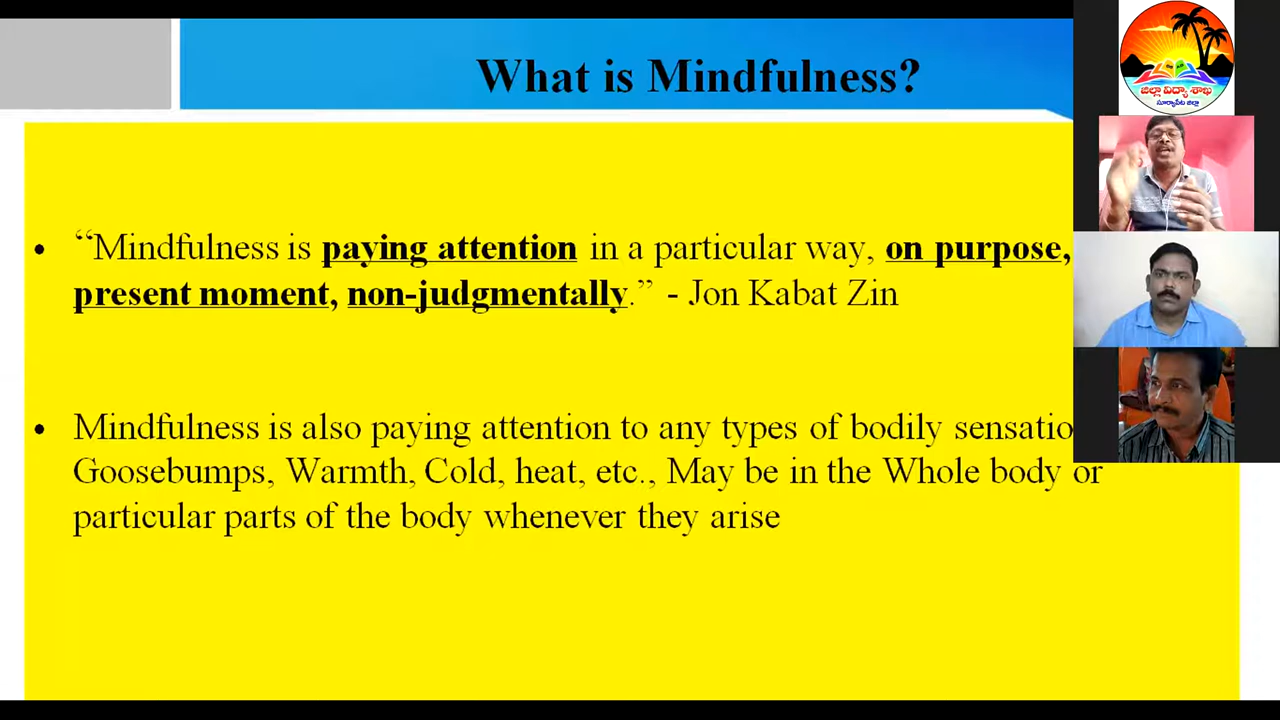 What is Mindfulness?
• “Mindfulness is paying attention in a particular way, on purpose,
present moment, non-judgmentally.” - Jon Kabat Zin
• Mindfulness is also paying attention to any types of bodily sensatio
Goosebumps, Warmth, Cold, heat, etc., May be in the Whole body or
particular parts of the body whenever they arise
జిల్లా విద్యా శాఖ
సూర్యాపేట జిల్లా